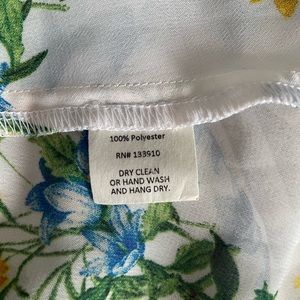 100% Polyester
RN# 133910
DRY CLEAN
OR HAND WASH
AND HANG DRY.